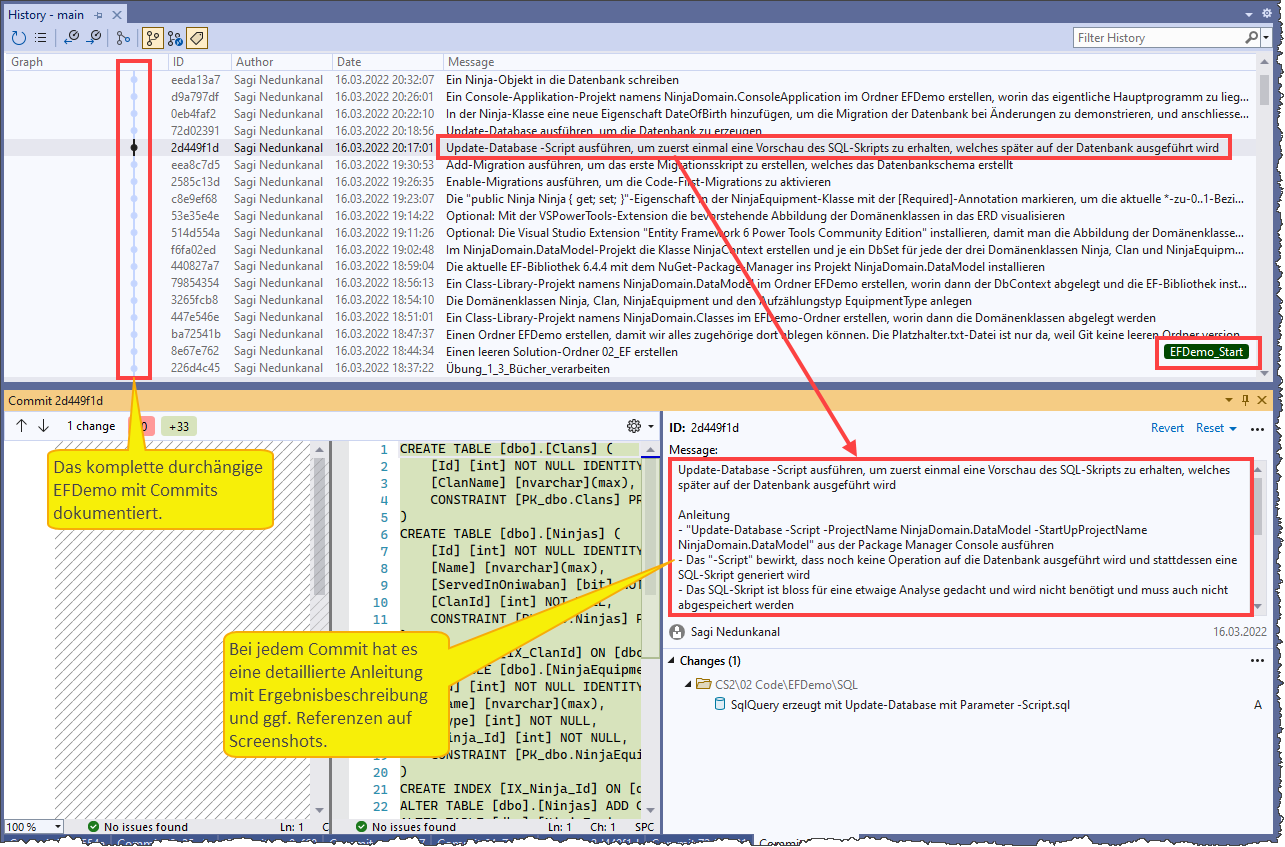 History - main
Filter History
Graph ID Author Date Message
eeda13a7 Sagi Nedunkanal 16.03.2022 20:32:07 Ein Ninja-Objekt in die Datenbank schreiben
d9a797df Sagi Nedunkanal 16.03.2022 20:26:01 Ein Console-Applikation-Projekt namens NinjaDomain.ConsoleApplication im Ordner EFDemo erstellen, worin das eigentliche Hauptprogramm zu lieg...
0eb4faf2 Sagi Nedunkanal 16.03.2022 20:22:10 In der Ninja-Klasse eine neue Eigenschaft DateOfBirth hinzufügen, um die Migration der Datenbank bei Änderungen zu demonstrieren, und anschliesse...
72d02391 Sagi Nedunkanal 16.03.2022 20:18:56 Update-Database ausführen, um die Datenbank zu erzeugen
2d449f1d Sagi Nedunkanal 16.03.2022 20:17:01 Update-Database -Script ausführen, um zuerst einmal eine Vorschau des SQL-Skripts zu erhalten, welches später auf der Datenbank ausgeführt wird
eea8c7d5 Sagi Nedunkanal 16.03.2022 19:30:53 Add-Migration ausführen, um das erste Migrationsskript zu erstellen, welches das Datenbankschema erstellt
2585c13d Sagi Nedunkanal 16.03.2022 19:26:35 Enable-Migrations ausführen, um die Code-First-Migrations zu aktivieren
c8e9ef68 Sagi Nedunkanal 16.03.2022 19:23:07 Die "public Ninja Ninja { get; set; }"-Eigenschaft in der NinjaEquipment-Klasse mit der [Required]-Annotation markieren, um die aktuelle *-zu-0..1-Bezi...
53e35e4e Sagi Nedunkanal 16.03.2022 19:14:22 Optional: Mit der VSPowerTools-Extension die bevorstehende Abbildung der Domänenklassen in das ERD visualisieren
514d554a Sagi Nedunkanal 16.03.2022 19:11:26 Optional: Die Visual Studio Extension "Entity Framework 6 Power Tools Community Edition" installieren, damit man die Abbildung der Domänenklasse...
f6fa02ed Sagi Nedunkanal 16.03.2022 19:02:48 Im NinjaDomain.DataModel-Projekt die Klasse NinjaContext erstellen und je ein DbSet für jede der drei Domänenklassen Ninja, Clan und NinjaEquipm...
440827a7 Sagi Nedunkanal 16.03.2022 18:59:04 Die aktuelle EF-Bibliothek 6.4.4 mit dem NuGet-Package-Manager ins Projekt NinjaDomain.DataModel installieren
79854354 Sagi Nedunkanal 16.03.2022 18:56:13 Ein Class-Library-Projekt namens NinjaDomain.DataModel im Ordner EFDemo erstellen, worin dann der DbContext abgelegt und die EF-Bibliothek inst...
3265fcb8 Sagi Nedunkanal 16.03.2022 18:54:10 Die Domänenklassen Ninja, Clan, NinjaEquipment und den Aufzählungstyp EquipmentType anlegen
447e546e Sagi Nedunkanal 16.03.2022 18:51:01 Ein Class-Library-Projekt namens NinjaDomain.Classes im EFDemo-Ordner erstellen, worin dann die Domänenklassen abgelegt werden
ba72541b Sagi Nedunkanal 16.03.2022 18:47:37 Einen Ordner EFDemo erstellen, damit wir alles zugehörige dort ablegen können. Die Platzhalter.txt-Datei ist nur da, weil Git keine leeren Ordner version
8e67e762 Sagi Nedunkanal 16.03.2022 18:44:34 Einen leeren Solution-Ordner 02_EF erstellen EFDemo_Start
226d4c45 Sagi Nedunkanal 16.03.2022 18:37:22 Übung_1_3_Bücher_verarbeiten
Commit 2d449f1d
1 change 0 +33
Das komplette durchängige
EFDemo mit Commits
dokumentiert.
1 CREATE TABLE [dbo].[Clans] (
2 [Id] [int] NOT NULL IDENTITY
3 [ClanName] [nvarchar](max),
4 CONSTRAINT [PK_dbo.Clans] PR
5 )
6 CREATE TABLE [dbo].[Ninjas] (
7 [Id] [int] NOT NULL IDENTITY
8 [Name] [nvarchar](max),
9 [ServedInOniwaban] [bit] NOT
10 [ClanId] [int] NOT NULL,
11 CONSTRAINT [PK_dbo.Ninjas] P
[IX_ClanId] ON [dbo
[dbo].[NinjaEquipme
[int] NOT NULL IDENTITY
[nvarchar](max),
[int] NOT NULL,
[int] NOT NULL,
CONSTRAINT [PK_dbo.NinjaEqui
20 )
21 CREATE INDEX [IX_Ninja_Id] ON [d
22 ALTER TABLE [dbo].[Ninjas] ADD C
Bei jedem Commit hat es
eine detaillierte Anleitung
mit Ergebnisbeschreibung
und ggf. Referenzen auf
Screenshots.
100 % No issues found Ln: 1 C
No issues found Ln: 1 Ch: 1 SPC
ID: 2d449f1d Revert Reset
Message:
Update-Database -Script ausführen, um zuerst einmal eine Vorschau des SQL-Skripts zu erhalten, welches
später auf der Datenbank ausgeführt wird
Anleitung
- "Update-Database -Script -ProjectName NinjaDomain.DataModel -StartUpProjectName
NinjaDomain.DataModel" aus der Package Manager Console ausführen
- Das "-Script" bewirkt, dass noch keine Operation auf die Datenbank ausgeführt wird und stattdessen eine
SQL-Skript generiert wird
- Das SQL-Skript ist bloss für eine etwaige Analyse gedacht und wird nicht benötigt und muss auch nicht
abgespeichert werden
Sagi Nedunkanal 16.03.2022
Changes (1)
CS2\02 Code\EFDemo\SQL
SqlQuery erzeugt mit Update-Database mit Parameter -Script.sql A